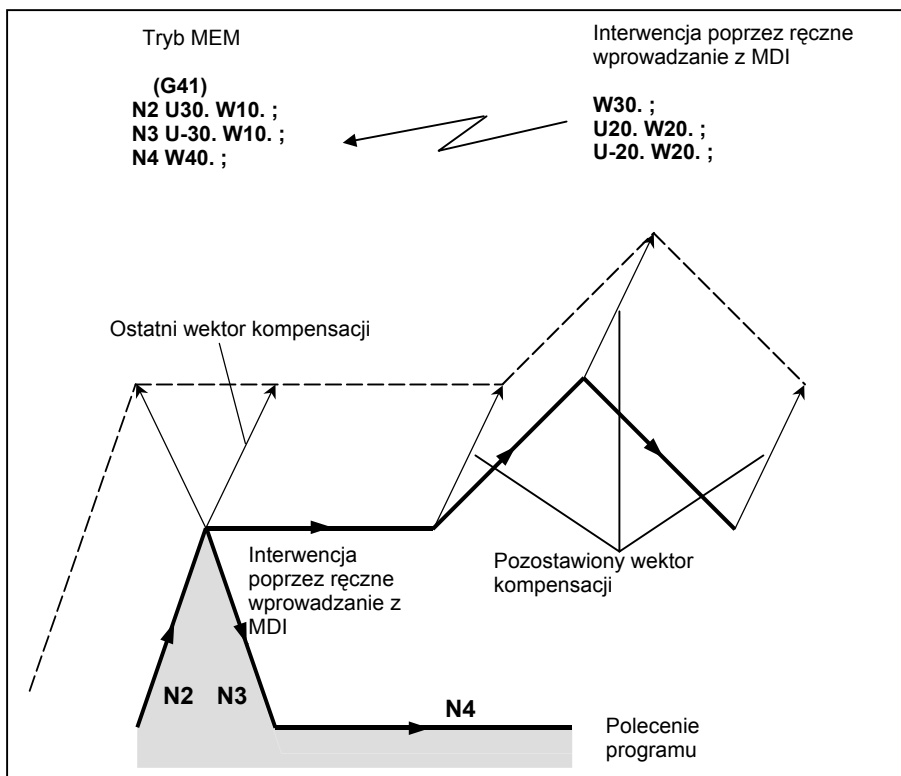 Tryb MEM
(G41)
N2 U30. W10. ;
N3 U-30. W10. ;
N4 W40. ;
Interwencja poprzez ręczne
wprowadzanie z MDI
W30. ;
U20. W20. ;
U-20. W20. ;
Ostatni wektor kompensacji
Interwencja
poprzez ręczne
wprowadzanie z
MDI
Pozostawiony wektor
kompensacji
N2
N3
N4
Polecenie
programu